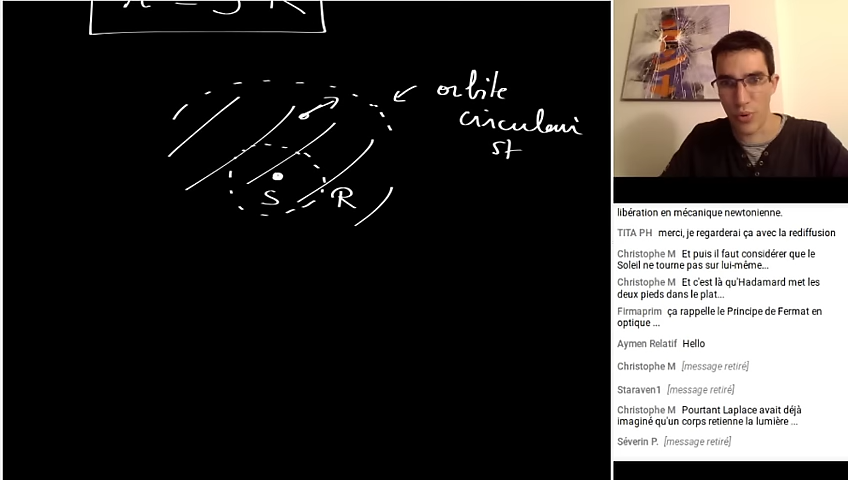 r = 3 R
orbite
circulaire
st
S
R
libération en mécanique newtonienne.
TITA PH merci, je regarderai ça avec la rediffusion
Christophe M Et puis il faut considérer que le
Soleil ne tourne pas sur lui-même...
Christophe M Et c'est là qu'Hadamard met les
deux pieds dans le plat...
Firmaprim ça rappelle le Principe de Fermat en
optique ...
Aymen Relatif Hello
Christophe M [message retiré]
Staraven1 [message retiré]
Christophe M Pourtant Laplace avait déjà
imaginé qu'un corps retienne la lumière ...
Séverin P. [message retiré]